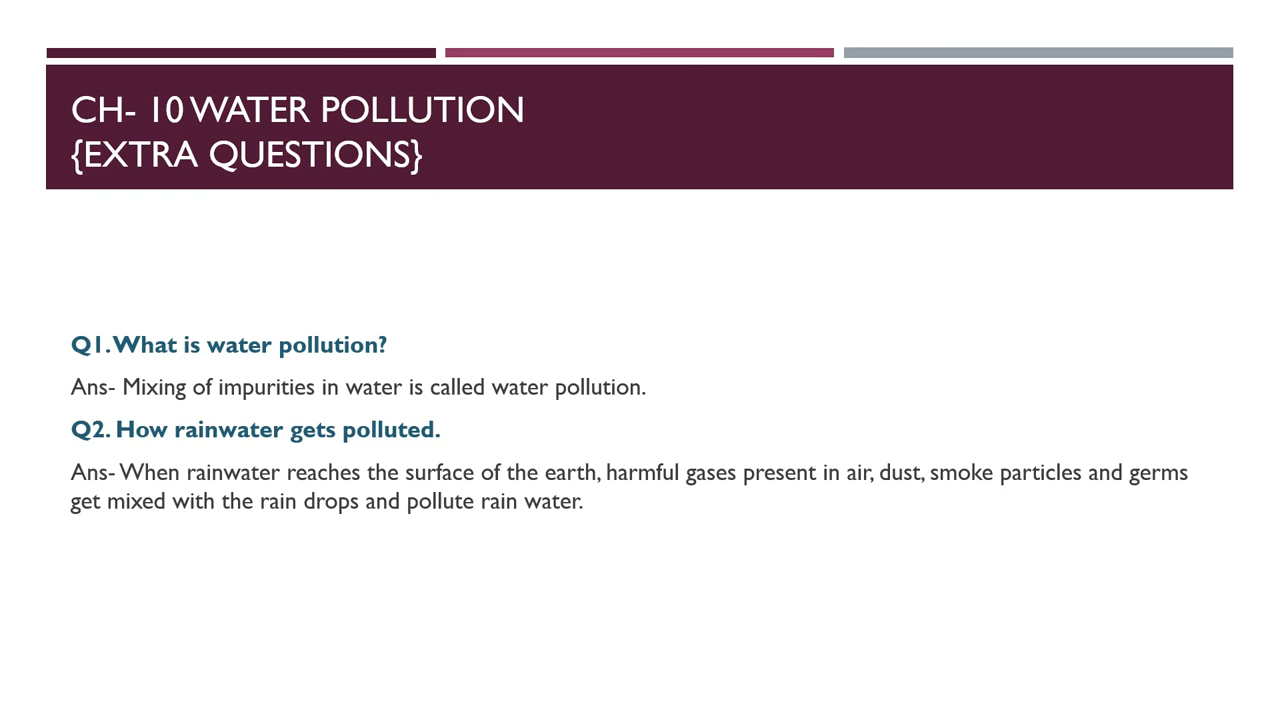 CH- 10 WATER POLLUTION
{EXTRA QUESTIONS}
Q1. What is water pollution?
Ans- Mixing of impurities in water is called water pollution.
Q2. How rainwater gets polluted.
Ans- When rainwater reaches the surface of the earth, harmful gases present in air, dust, smoke particles and germs
get mixed with the rain drops and pollute rain water.